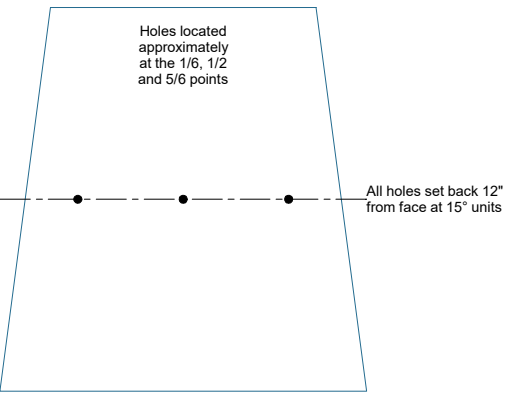 Holes located
approximately
at the 1/6, 1/2
and 5/6 points
All holes set back 12"
from face at 15° units